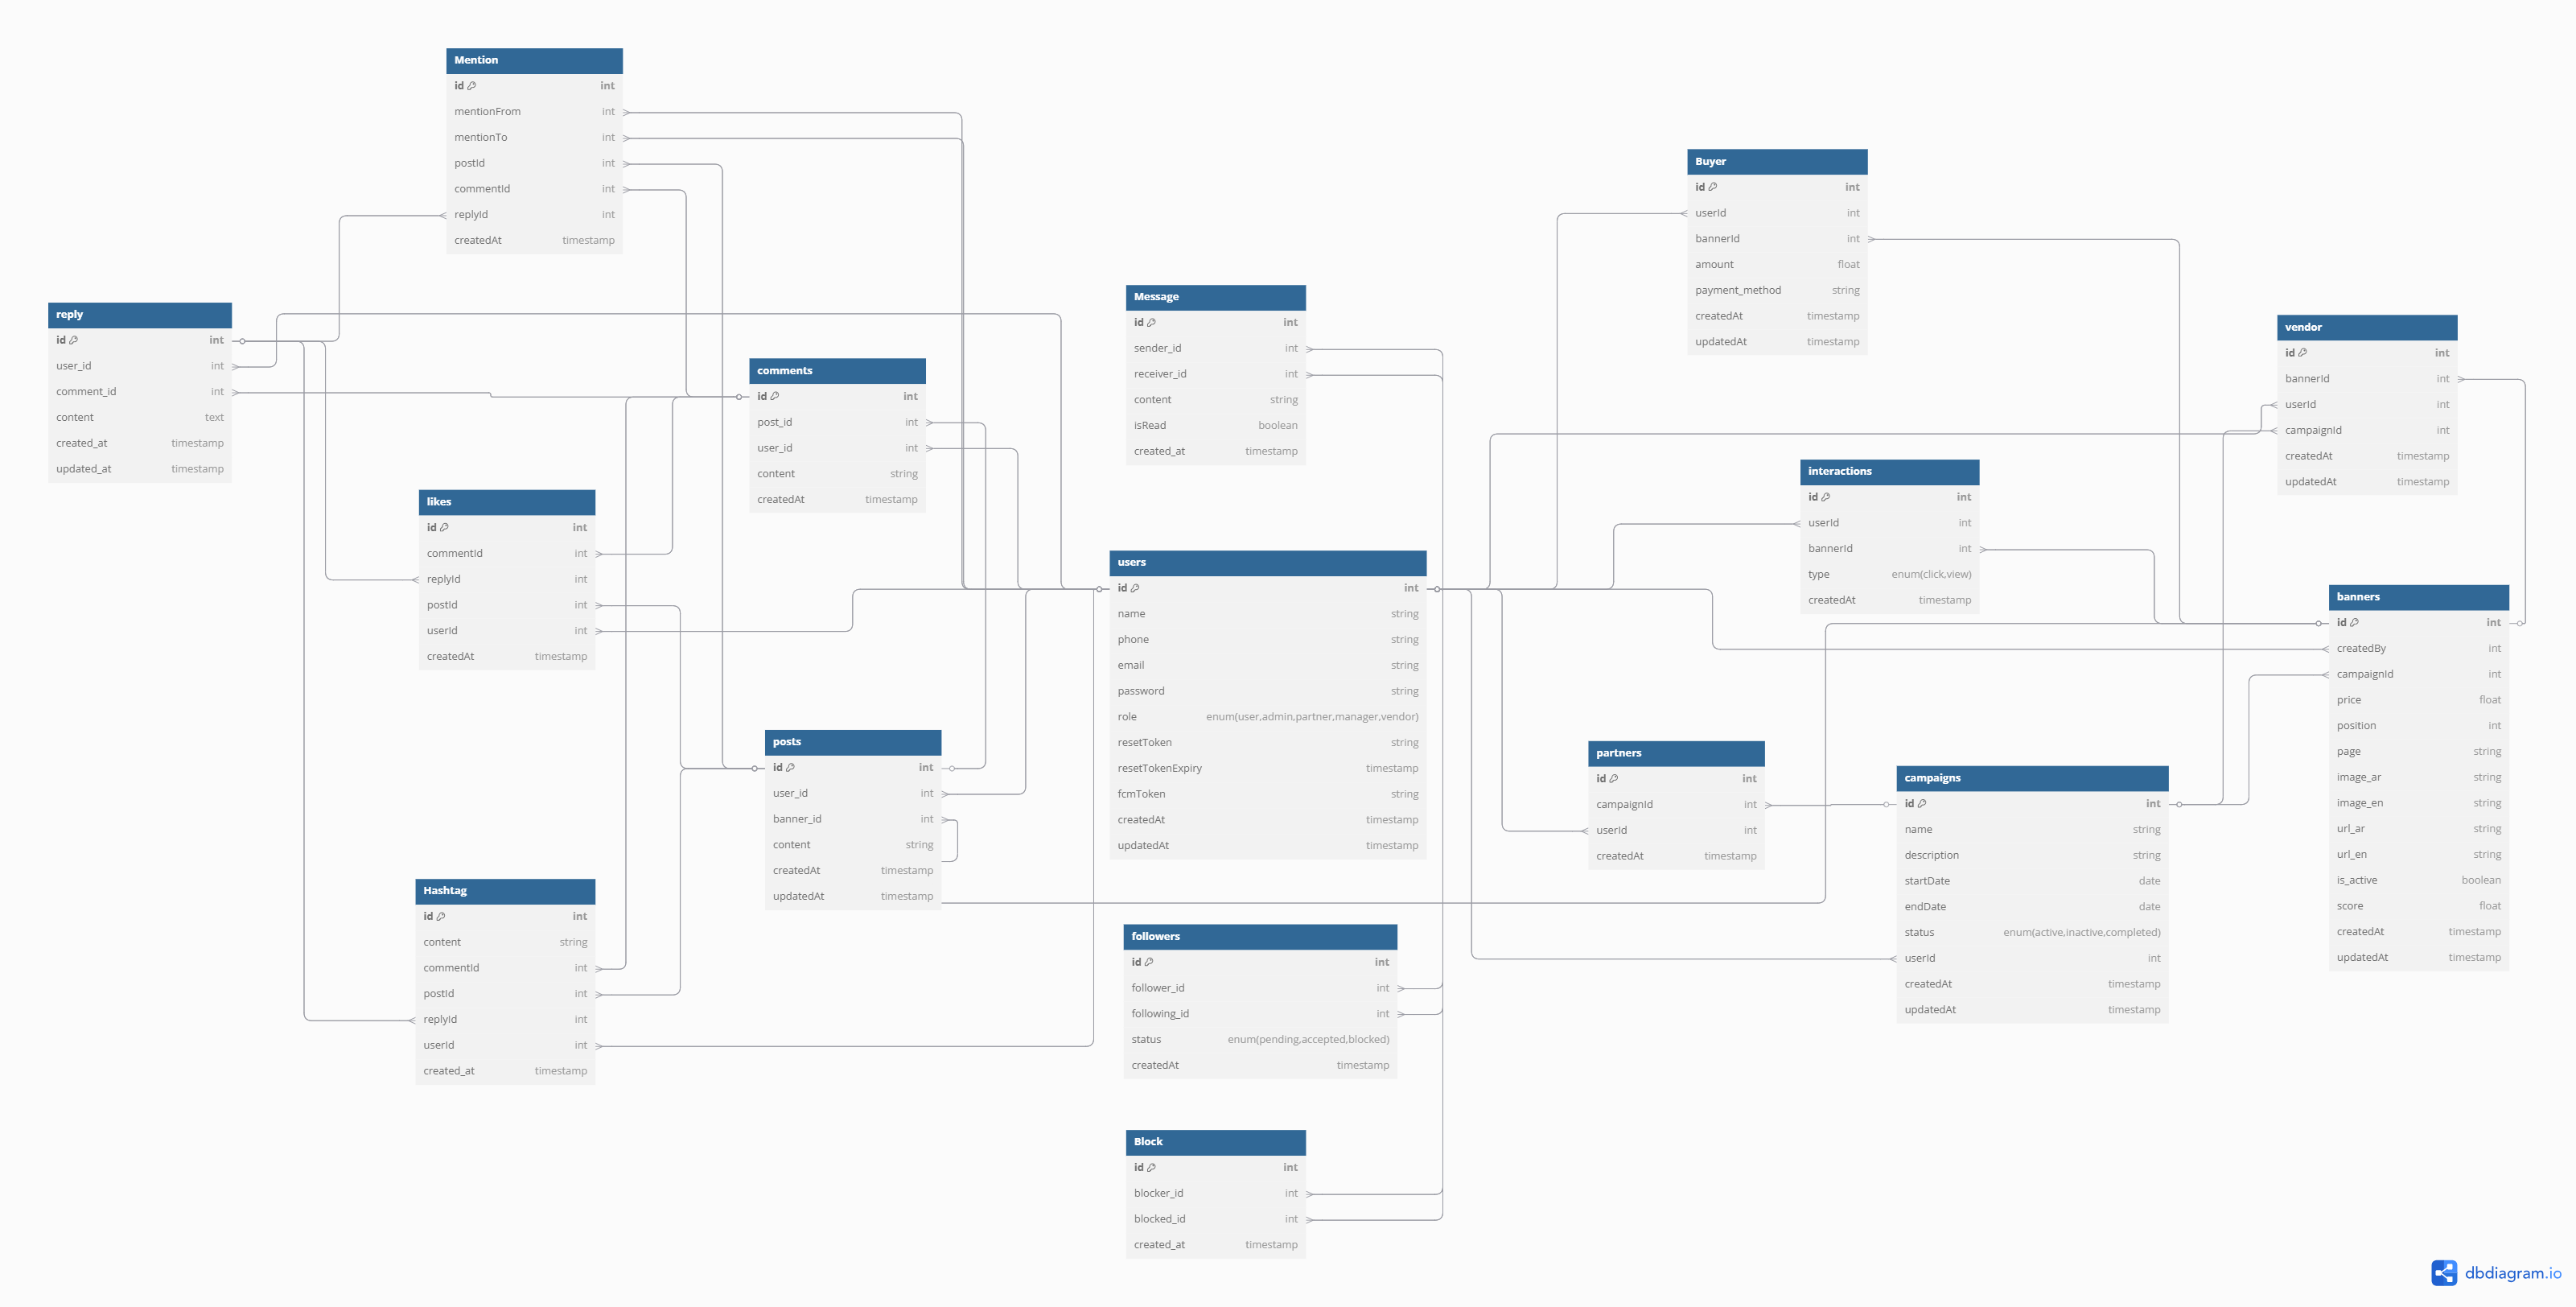 Mention
id int
mentionFrom int
mentionTo int
postId int
commentId int
replyId int
createdAt timestamp
Buyer
id int
userId int
bannerId int
amount float
payment_method string
createdAt timestamp
updatedAt timestamp
Message
id int
sender_id int
receiver_id int
content string
isRead boolean
created_at timestamp
reply
id int
user_id int
comment_id int
content text
created_at timestamp
updated_at timestamp
vendor
id int
bannerId int
userId int
campaignId int
createdAt timestamp
updatedAt timestamp
comments
id int
post_id int
user_id int
content string
createdAt timestamp
interactions
id int
userId int
bannerId int
type enum(click,view)
createdAt timestamp
likes
id int
commentId int
replyId int
postId int
userId int
createdAt timestamp
users
id int
name string
phone string
email string
password string
role enum(user,admin,partner,manager,vendor)
resetToken string
resetTokenExpiry timestamp
fcmToken string
createdAt timestamp
updatedAt timestamp
banners
id int
createdBy int
campaignId int
price float
position int
page string
image_ar string
image_en string
url_ar string
url_en string
is_active boolean
score float
createdAt timestamp
updatedAt timestamp
posts
id int
user_id int
banner_id int
content string
createdAt timestamp
updatedAt timestamp
partners
id int
campaignId int
userId int
createdAt timestamp
campaigns
id int
name string
description string
startDate date
endDate date
status enum(active,inactive,completed)
userId int
createdAt timestamp
updatedAt timestamp
Hashtag
id int
content string
commentId int
postId int
replyId int
userId int
created_at timestamp
followers
id int
follower_id int
following_id int
status enum(pending,accepted,blocked)
createdAt timestamp
Block
id int
blocker_id int
blocked_id int
created_at timestamp
dbdiagram.io